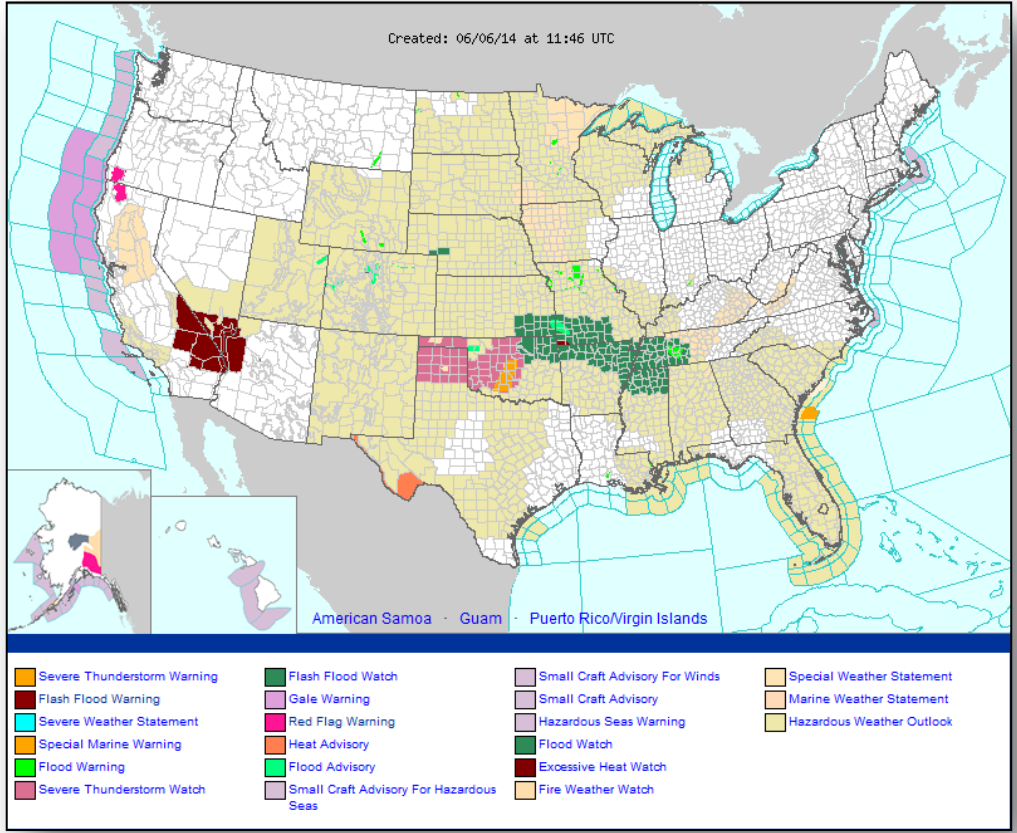 Created: 06/06/14 at 11:46 UTC
American Samoa · Guam · Puerto Rico/Virgin Islands
Severe Thunderstorm Warning
Flash Flood Warning
Severe Weather Statement
Special Marine Warning
Flood Warning
Severe Thunderstorm Watch
Flash Flood Watch
Gale Warning
Red Flag Warning
Heat Advisory
Flood Advisory
Small Craft Advisory For Hazardous
Seas
Small Craft Advisory For Winds
Small Craft Advisory
Hazardous Seas Warning
Flood Watch
Excessive Heat Watch
Fire Weather Watch
Special Weather Statement
Marine Weather Statement
Hazardous Weather Outlook